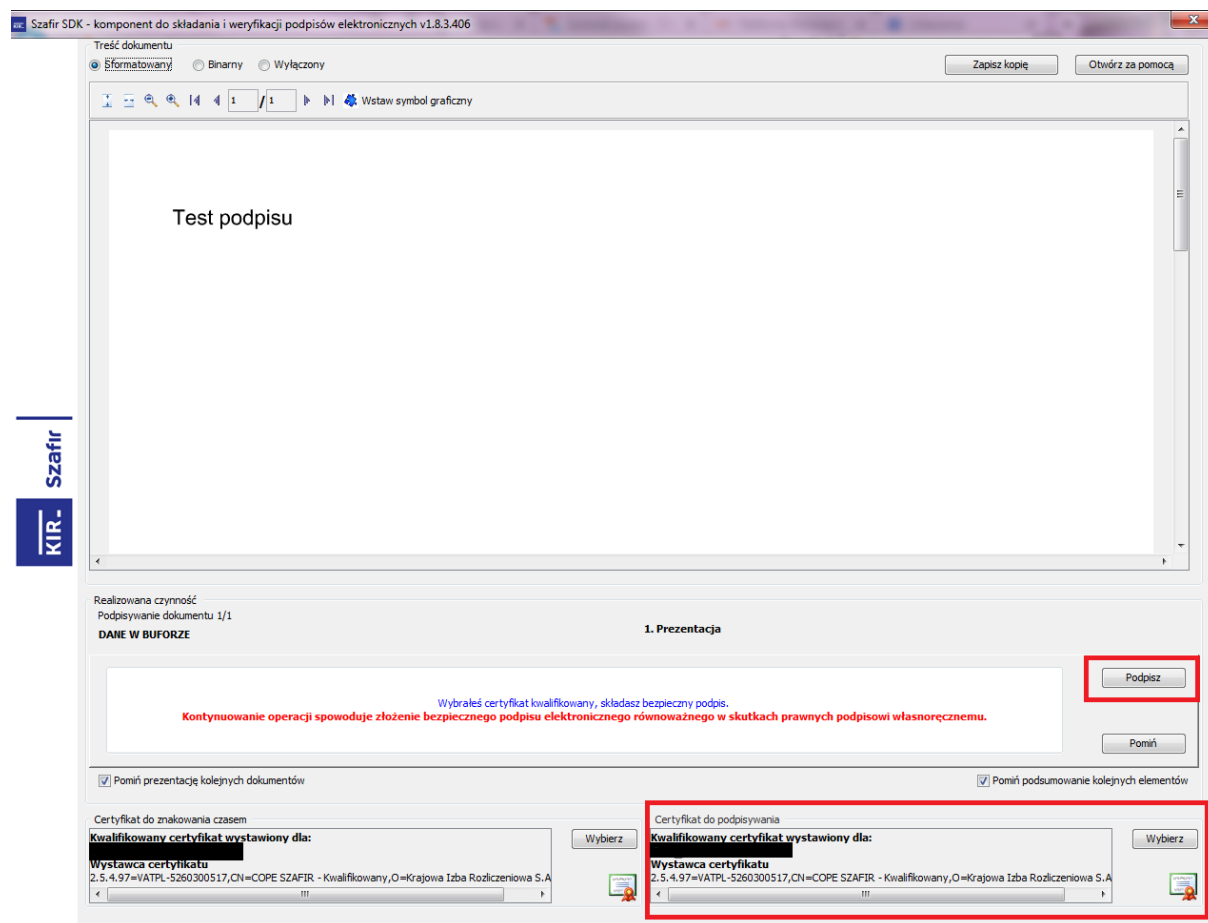 Szafir SDK - komponent do składania i weryfikacji podpisów elektronicznych v1.8.3.406
Treść dokumentu
Sformatowany Binarny Wyłączony Zapisz kopię Otwórz za pomocą
1 / 1 Wstaw symbol graficzny
Test podpisu
KIR. Szafir
Realizowana czynność
Podpisywanie dokumentu 1/1
DANE W BUFORZE
1. Prezentacja
Podpisz
Wybrałeś certyfikat kwalifikowany, składasz bezpieczny podpis.
Kontynuowanie operacji spowoduje złożenie bezpiecznego podpisu elektronicznego równoważnego w skutkach prawnych podpisowi własnoręcznemu.
Pomiń
Pomiń prezentację kolejnych dokumentów Pomiń podsumowanie kolejnych elementów
Certyfikat do znakowania czasem
Kwalifikowany certyfikat wystawiony dla:
Wybierz
Wystawca certyfikatu
2.5.4.97=VATPL-5260300517,CN=COPE SZAFIR - Kwalifikowany,O=Krajowa Izba Rozliczeniowa S.A
Certyfikat do podpisywania
Kwalifikowany certyfikat wystawiony dla:
Wybierz
Wystawca certyfikatu
2.5.4.97=VATPL-5260300517,CN=COPE SZAFIR - Kwalifikowany,O=Krajowa Izba Rozliczeniowa S.A